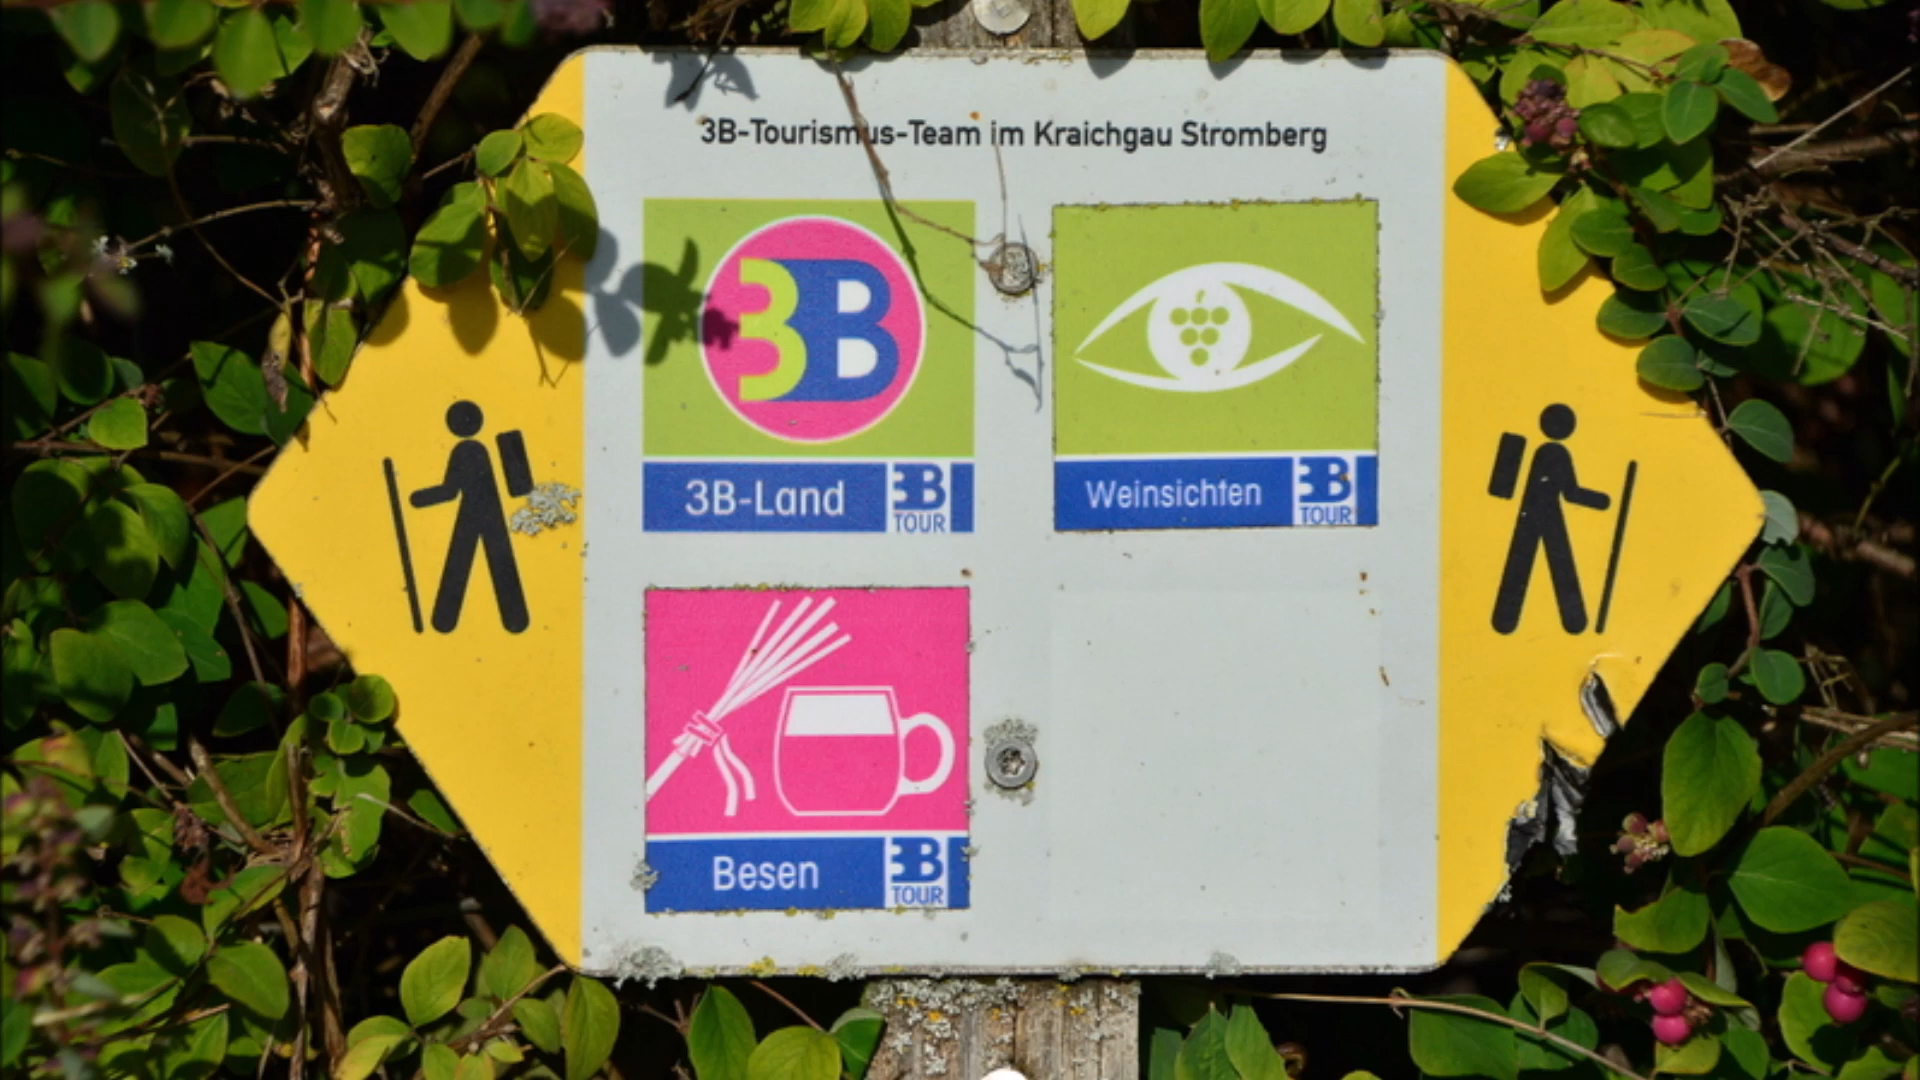 3B-Tourismus-Team im Kraichgau Stromberg
3B
3B-Land
3B
TOUR
Weinsichten
3B
TOUR
Besen
3B
TOUR